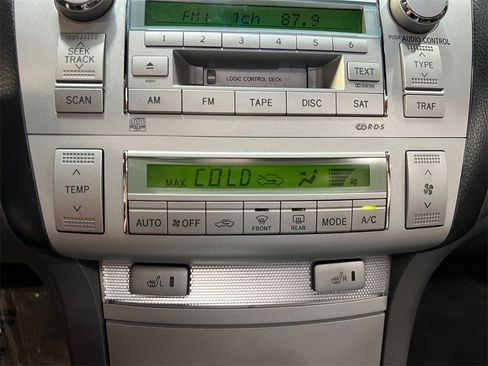 FM1 1ch 87.9
PUSH AUDIO CONTROL
SEEK
TRACK
1 2 3 4 5 6
TYPE
LOGIC CONTROL DECK
TEXT
SCAN
AM FM TAPE DISC SAT
TRAF
R·D·S
MAX COLD
TEMP
AUTO OFF
FRONT
REAR
MODE
A/C
L
R